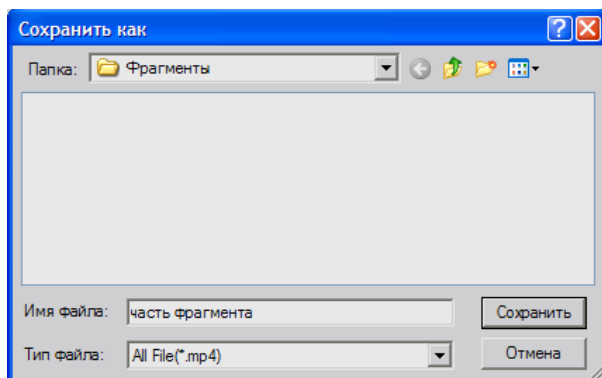 Сохранить как
Папка: Фрагменты
Имя файла: часть фрагмента Сохранить
Тип файла: All File(*.mp4) Отмена